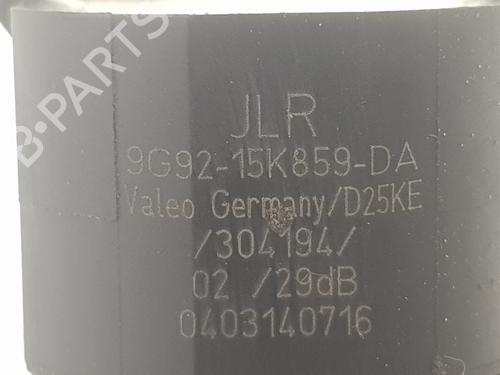 B-PARTS
JLR
9G92-15K859-DA
Valeo Germany/D25KE
/304194/
02 /29dB
0403140716